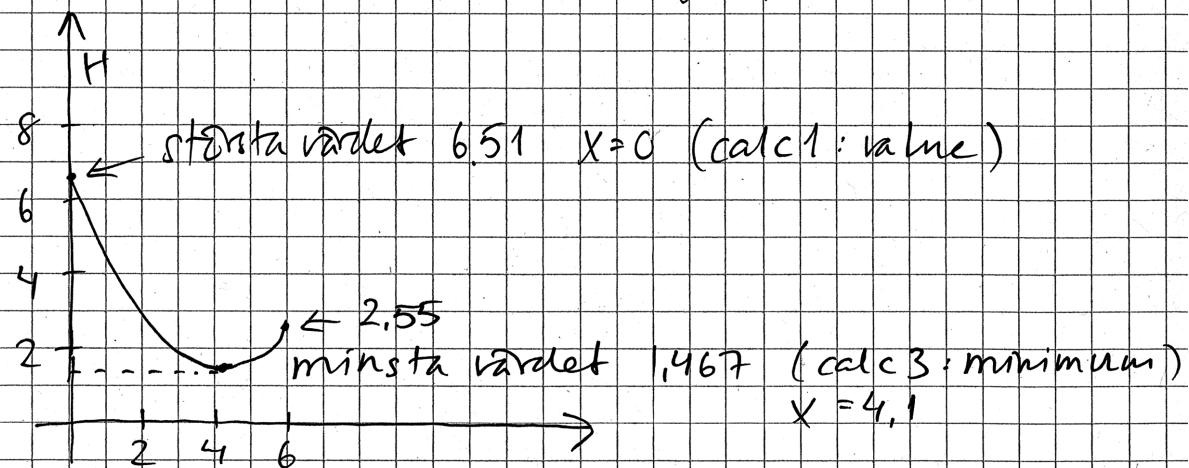 H
8
största värdet 6.51 x=0 (calc1: value)
6
4
← 2,55
2
minsta värdet 1,467 (calc3: minimum)
x = 4,1
2 4 6